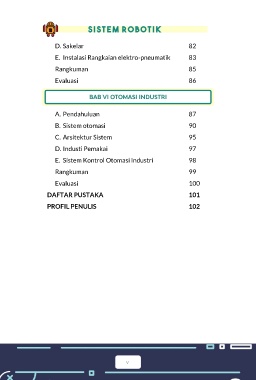 SISTEM ROBOTIK
D. Sakelar 82
E. Instalasi Rangkaian elektro-pneumatik 83
Rangkuman 85
Evaluasi 86
BAB VI OTOMASI INDUSTRI
A. Pendahuluan 87
B. Sistem otomasi 90
C. Arsitektur Sistem 95
D. Industi Pemakai 97
E. Sistem Kontrol Otomasi Industri 98
Rangkuman 99
Evaluasi 100
DAFTAR PUSTAKA 101
PROFIL PENULIS 102
v